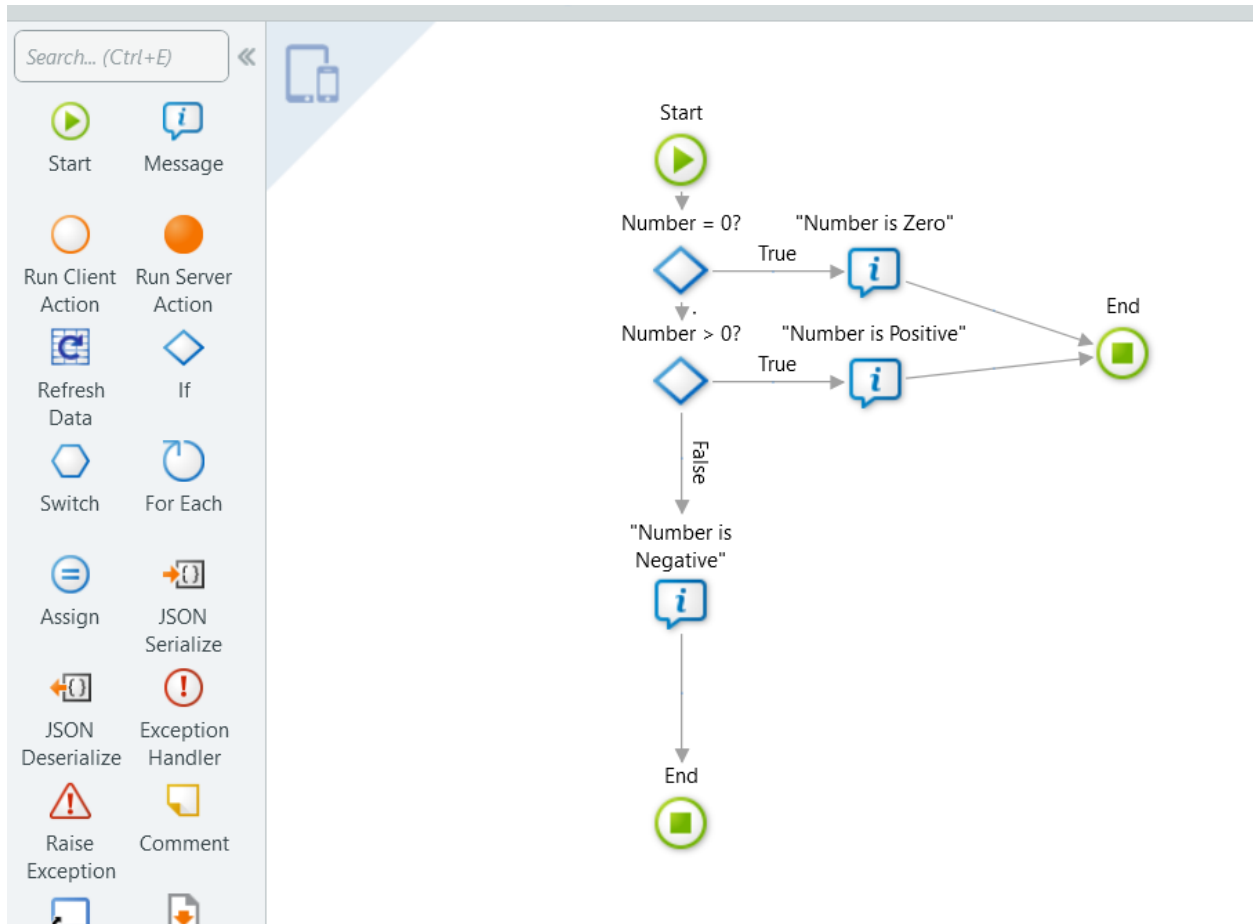 Search... (Ctrl+E)
Start
Message
Run Client
Action
Run Server
Action
Refresh
Data
If
Switch
For Each
Assign
JSON
Serialize
JSON
Deserialize
Exception
Handler
Raise
Exception
Comment
Start
Number = 0?
"Number is Zero"
True
End
Number > 0?
"Number is Positive"
True
False
"Number is
Negative"
End